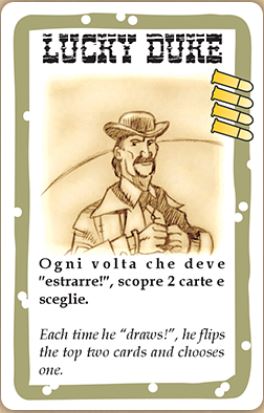 LUCKY DUKE
Ogni volta che deve
"estrarre!", scopre 2 carte e
sceglie.
Each time he “draws!”, he flips
the top two cards and chooses
one.